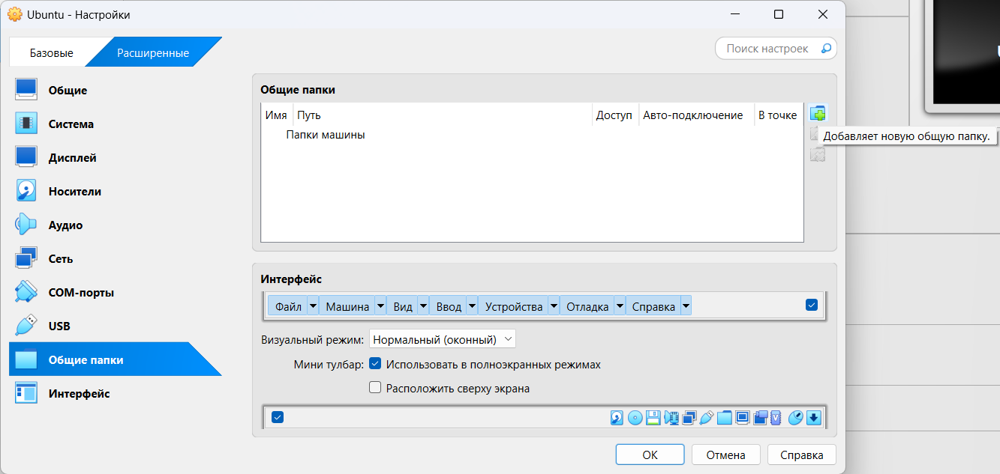 Ubuntu - Настройки
Базовые
Расширенные
Поиск настроек
Общие
Система
Дисплей
Носители
Аудио
Сеть
COM-порты
USB
Общие папки
Интерфейс
Общие папки
Имя Путь Доступ Авто-подключение В точке
Папки машины
Добавляет новую общую папку.
Интерфейс
Файл Машина Вид Ввод Устройства Отладка Справка
Визуальный режим: Нормальный (оконный)
Мини тулбар: Использовать в полноэкранных режимах
Расположить сверху экрана
OK Отмена Справка